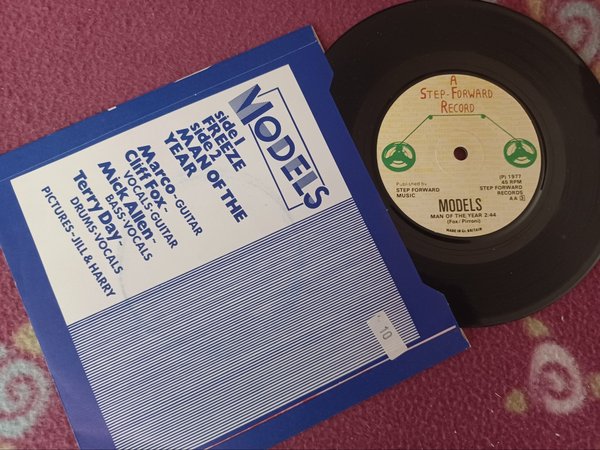 MODELS
side1
FREEZE
side2
MAN OF THE
YEAR
Marco-GUITAR
Cliff Fox-
VOCALS·GUITAR
Mick Allen-
BASS·VOCALS
Terry Day-
DRUMS·VOCALS
PICTURES-JILL & HARRY
10
A
STEP-FORWARD
RECORD
Published by
STEP FORWARD
MUSIC
(P) 1977
45 RPM
STEP FORWARD
RECORDS
AA
MODELS
MAN OF THE YEAR 2:44
(Fox/Pirroni)
MADE IN Gt. BRITAIN